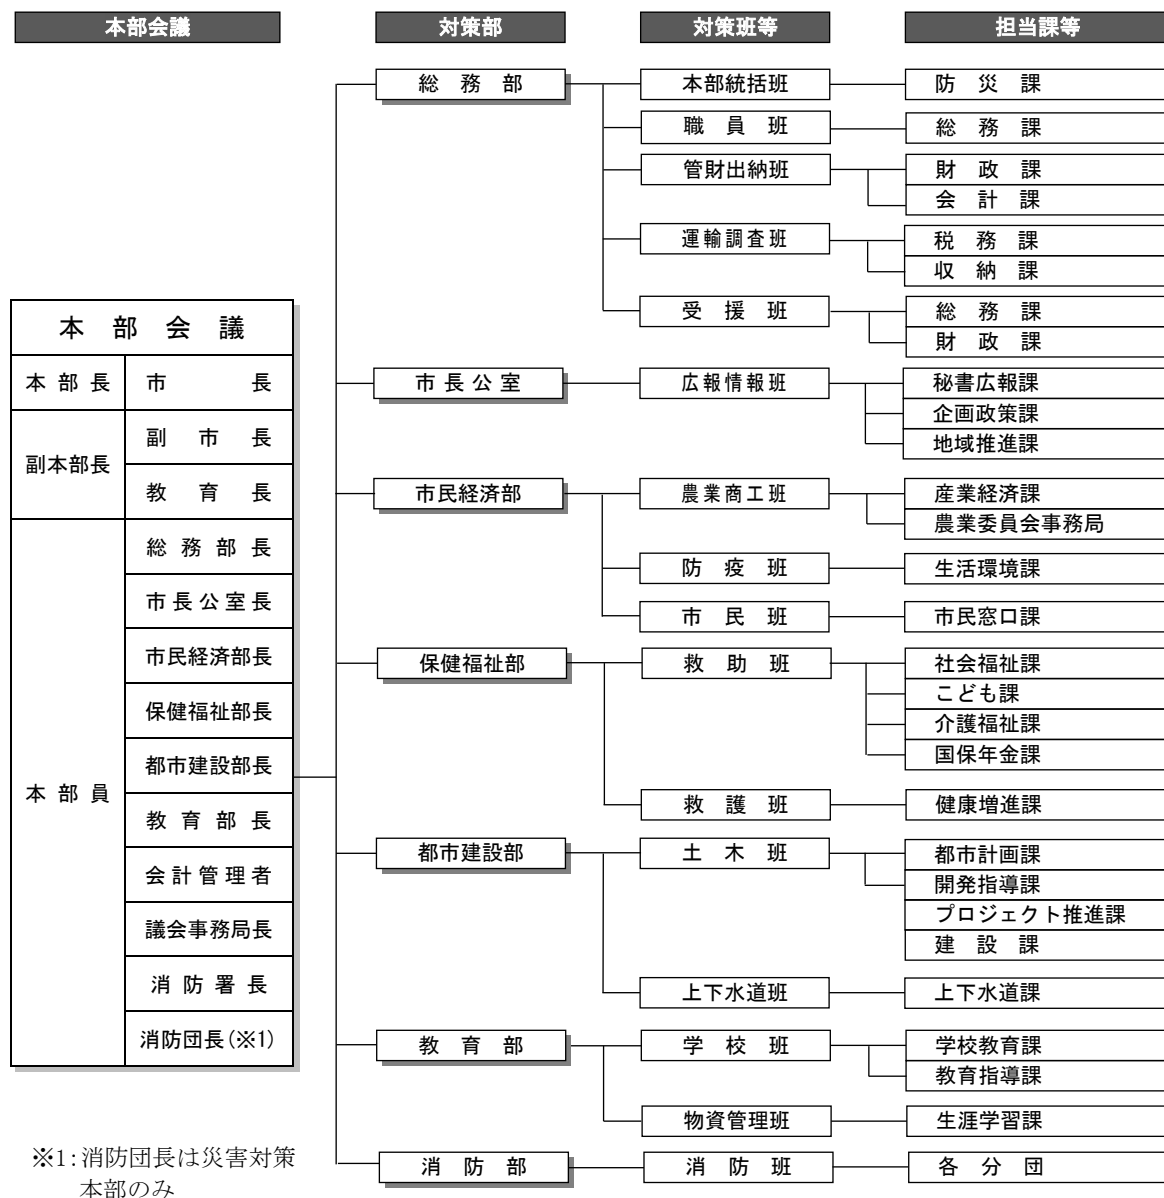 本部会議
対策部
対策班等
担当課等
総務部
本部統括班
防災課
職員班
総務課
管財出納班
財政課
会計課
運輸調査班
税務課
収納課
受援班
総務課
財政課
市長公室
広報情報班
秘書広報課
企画政策課
地域推進課
市民経済部
農業商工班
産業経済課
農業委員会事務局
防疫班
生活環境課
市民班
市民窓口課
保健福祉部
救助班
社会福祉課
こども課
介護福祉課
国保年金課
救護班
健康増進課
都市建設部
土木班
都市計画課
開発指導課
プロジェクト推進課
建設課
上下水道班
上下水道課
教育部
学校班
学校教育課
教育指導課
物資管理班
生涯学習課
消防部
消防班
各分団
本部会議
本部長
市長
副本部長
副市長
教育長
本部員
総務部長
市長公室長
市民経済部長
保健福祉部長
都市建設部長
教育部長
会計管理者
議会事務局長
消防署長
消防団長(※1)
※1:消防団長は災害対策
本部のみ